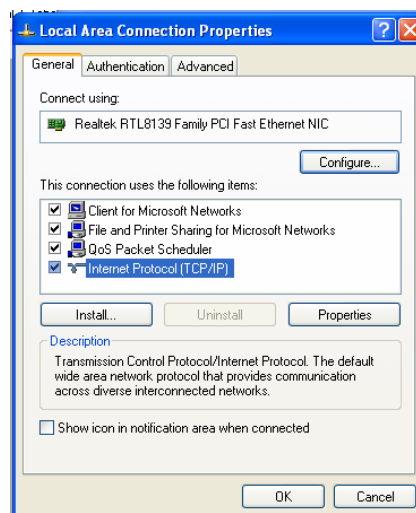 Local Area Connection Properties
General Authentication Advanced
Connect using:
Realtek RTL8139 Family PCI Fast Ethernet NIC
Configure...
This connection uses the following items:
Client for Microsoft Networks
File and Printer Sharing for Microsoft Networks
QoS Packet Scheduler
Internet Protocol (TCP/IP)
Install... Uninstall Properties
Description
Transmission Control Protocol/Internet Protocol. The default
wide area network protocol that provides communication
across diverse interconnected networks.
Show icon in notification area when connected
OK Cancel